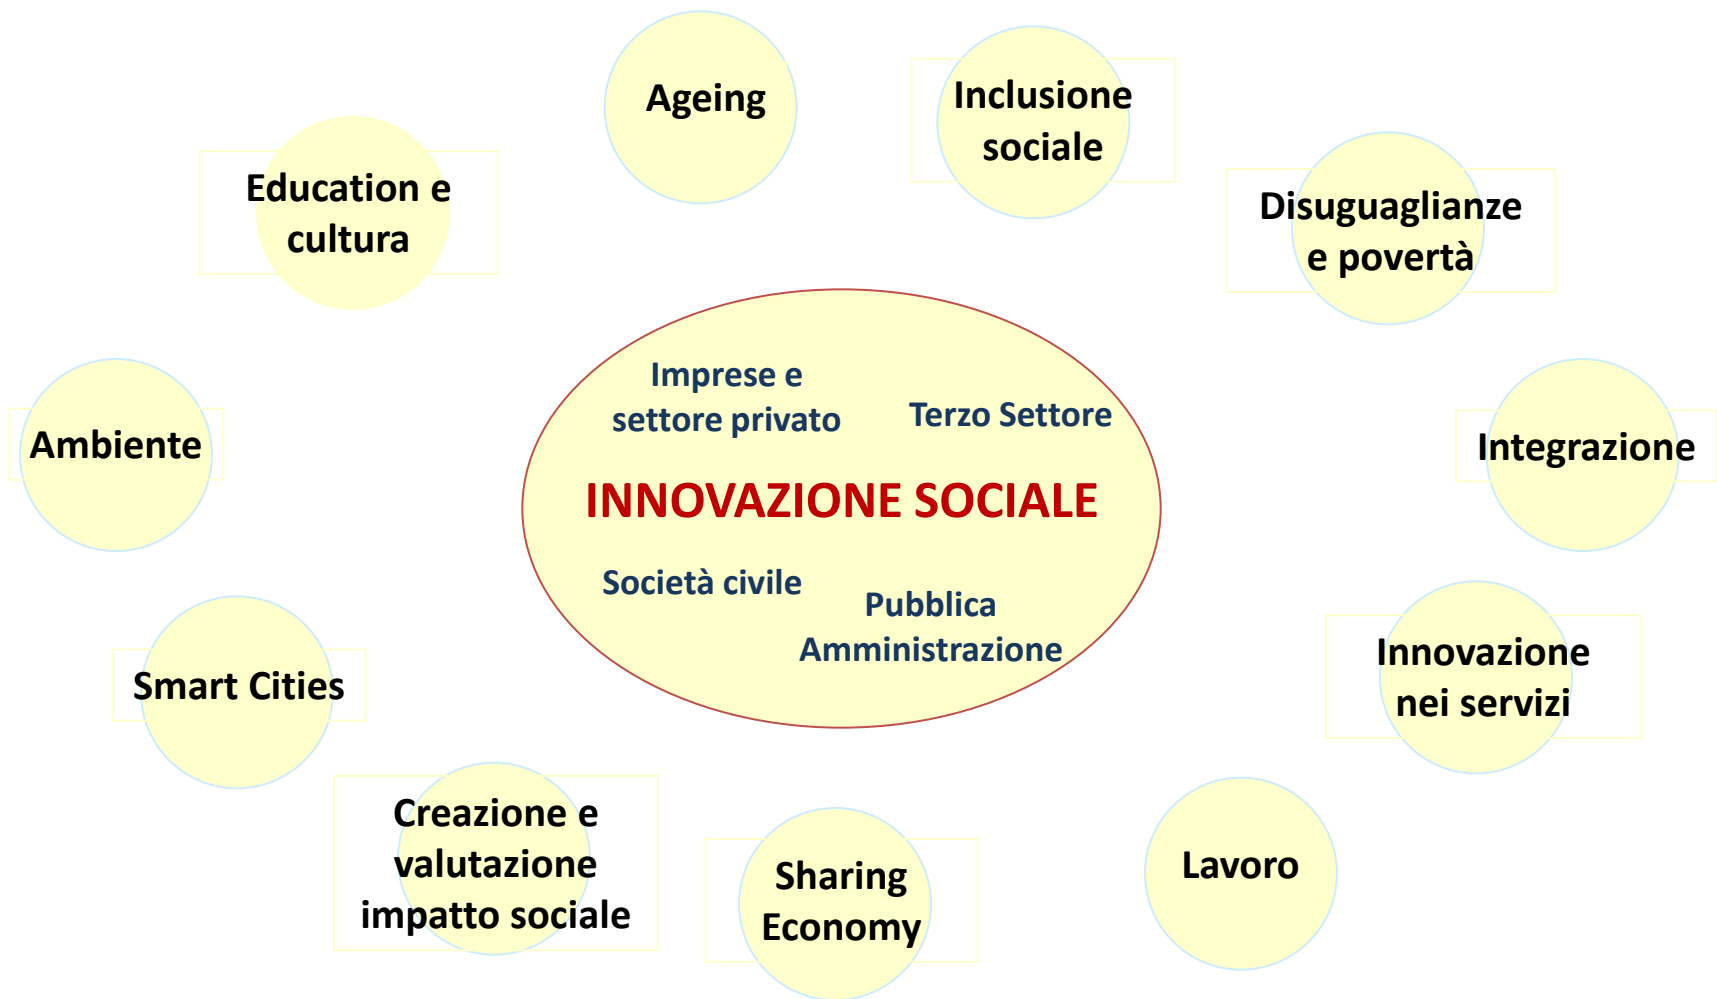 Ageing
Inclusione
sociale
Education e
cultura
Disuguaglianze
e povertà
Imprese e
settore privato
Terzo Settore
Ambiente
Integrazione
INNOVAZIONE SOCIALE
Società civile
Pubblica
Amministrazione
Smart Cities
Innovazione
nei servizi
Creazione e
valutazione
impatto sociale
Sharing
Economy
Lavoro